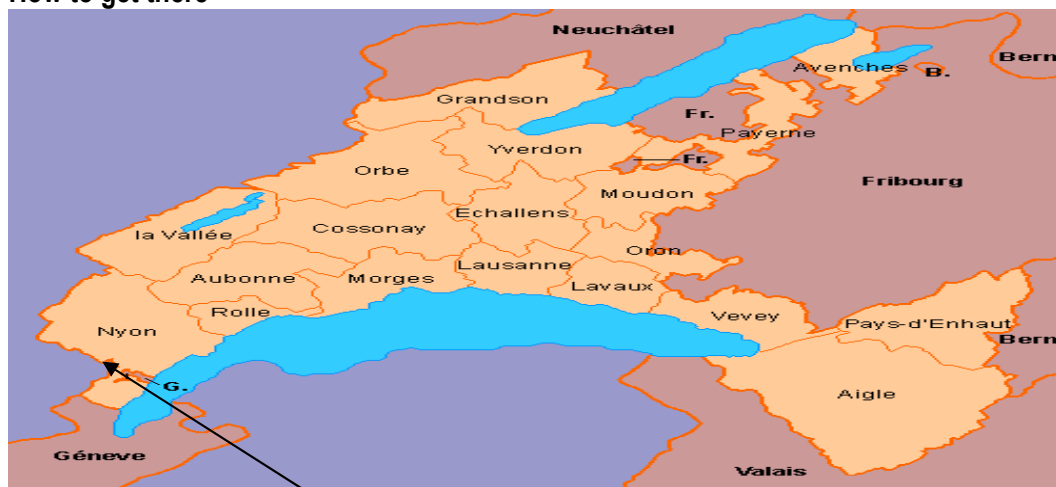 How to get there
Neuchâtel
Bern
Avenches
B.
Grandson
Fr.
Payerne
Yverdon
Fr.
Orbe
Moudon
Fribourg
Echallens
Cossonay
la Vallée
Oron
Lausanne
Aubonne
Morges
Lavaux
Rolle
Vevey
Nyon
Pays-d'Enhaut
Bern
G.
Aigle
Géneve
Valais